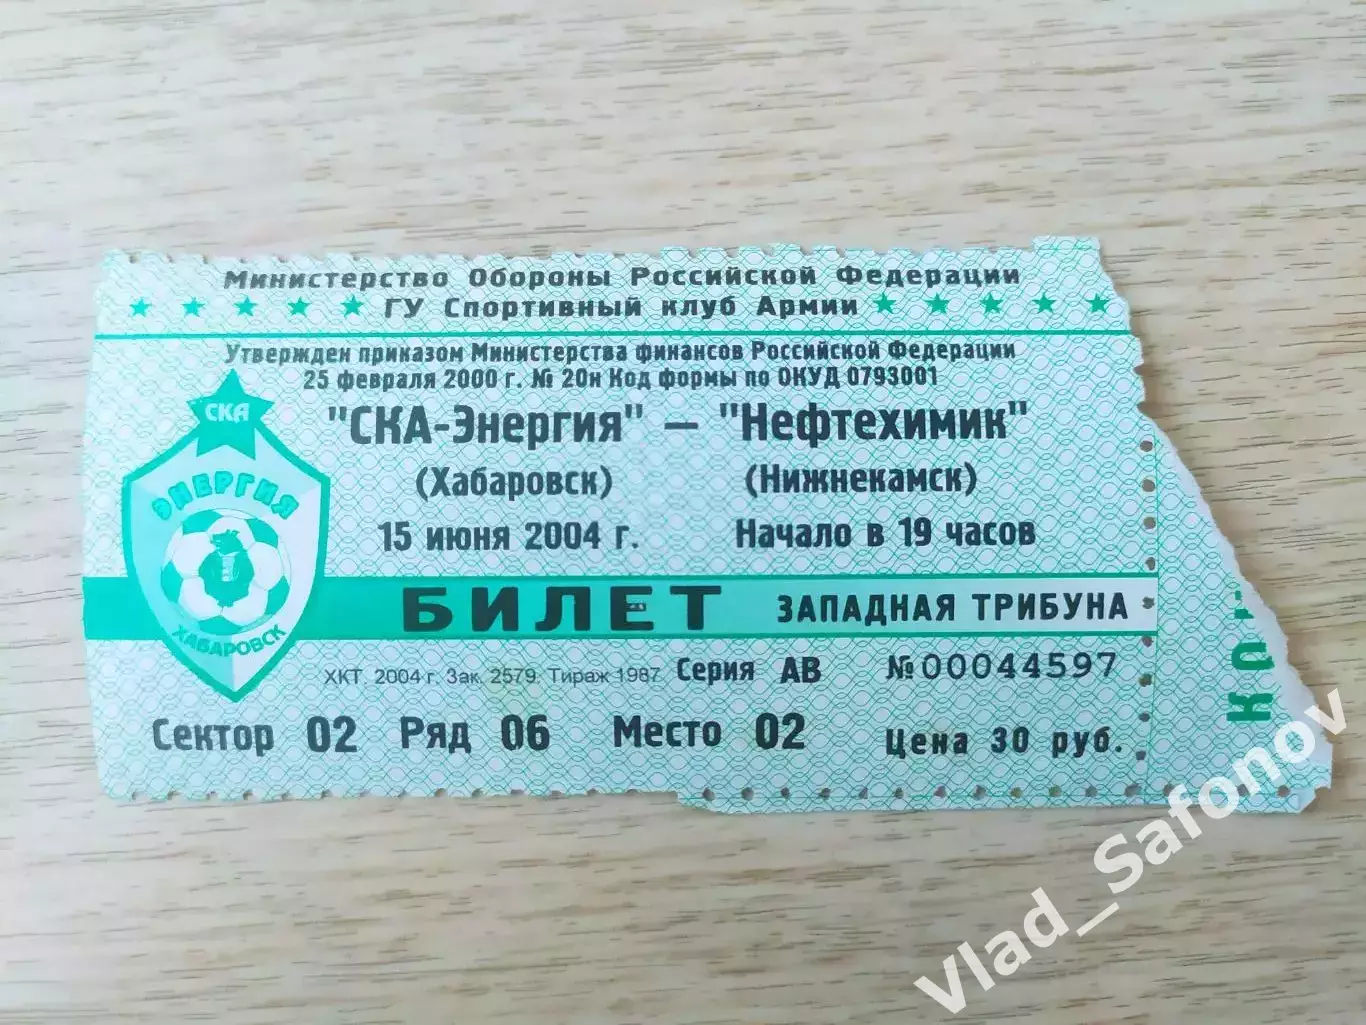 Министерство Обороны Российской Федерации
ГУ Спортивный клуб Армии
Утвержден приказом Министерства финансов Российской Федерации
25 февраля 2000 г. № 20н Код формы по ОКУД 0793001
"СКА-Энергия" — "Нефтехимик"
(Хабаровск) (Нижнекамск)
15 июня 2004 г. Начало в 19 часов
СКА
ЭНЕРГИЯ
ХАБАРОВСК
БИЛЕТ ЗАПАДНАЯ ТРИБУНА
ХКТ. 2004 г. Зак. 2579. Тираж 1987 Серия АВ №00044597
Сектор 02 Ряд 06 Место 02 Цена 30 руб.
Vlad_Safonov